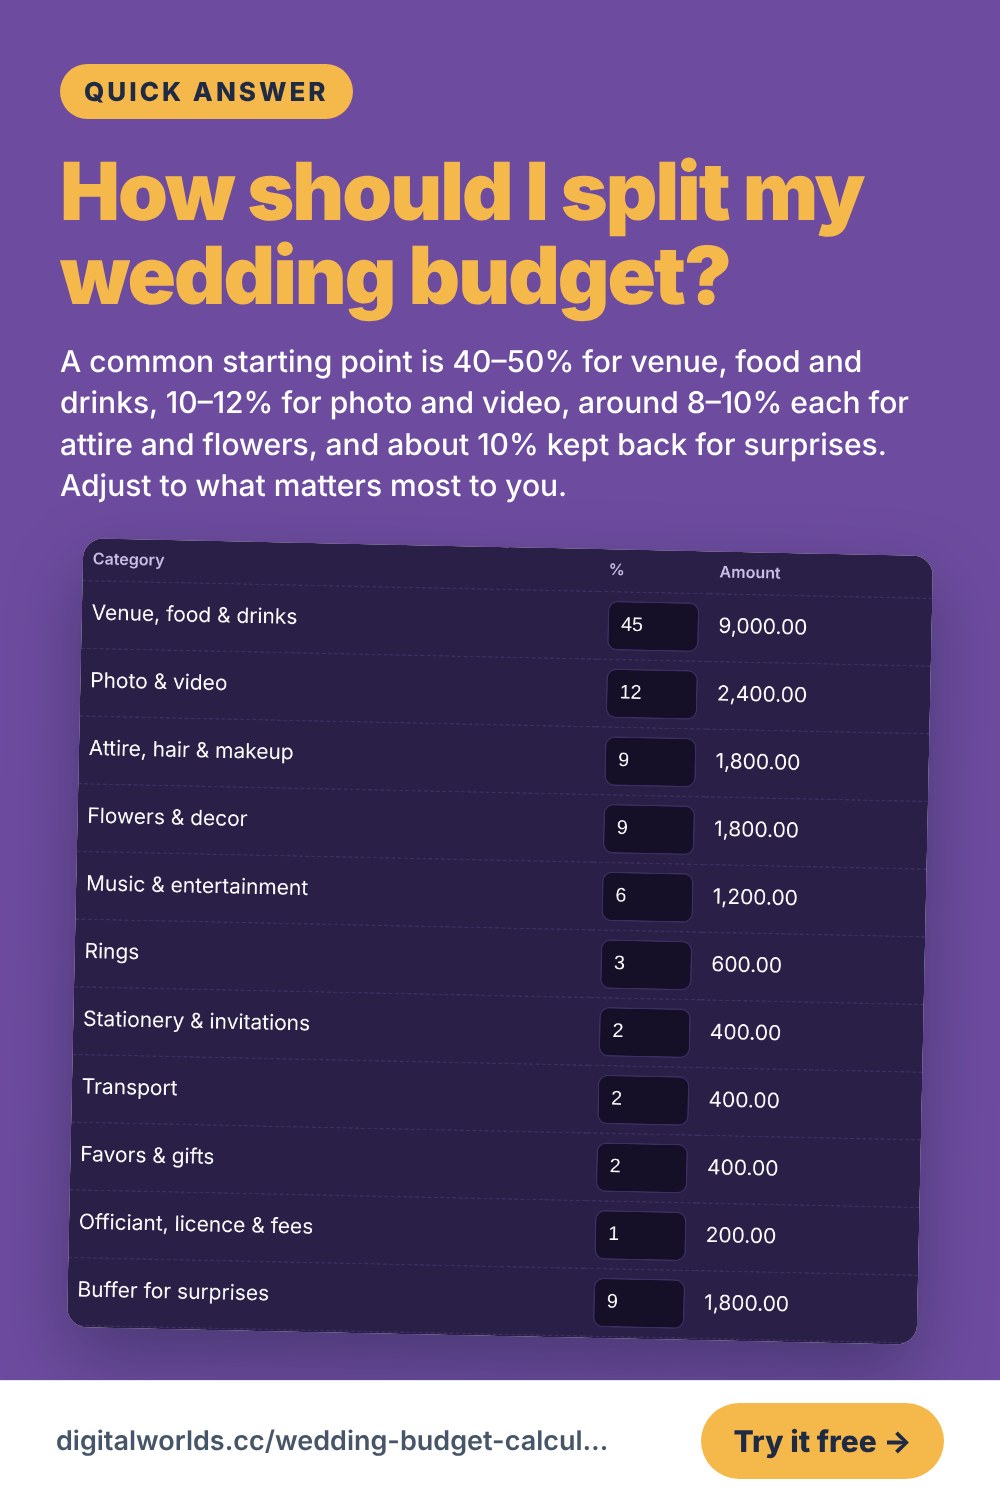 QUICK ANSWER
How should I split my
wedding budget?
A common starting point is 40–50% for venue, food and
drinks, 10–12% for photo and video, around 8–10% each for
attire and flowers, and about 10% kept back for surprises.
Adjust to what matters most to you.
Category % Amount
Venue, food & drinks 45 9,000.00
Photo & video 12 2,400.00
Attire, hair & makeup 9 1,800.00
Flowers & decor 9 1,800.00
Music & entertainment 6 1,200.00
Rings 3 600.00
Stationery & invitations 2 400.00
Transport 2 400.00
Favors & gifts 2 400.00
Officiant, licence & fees 1 200.00
Buffer for surprises 9 1,800.00
digitalworlds.cc/wedding-budget-calcul...
Try it free →